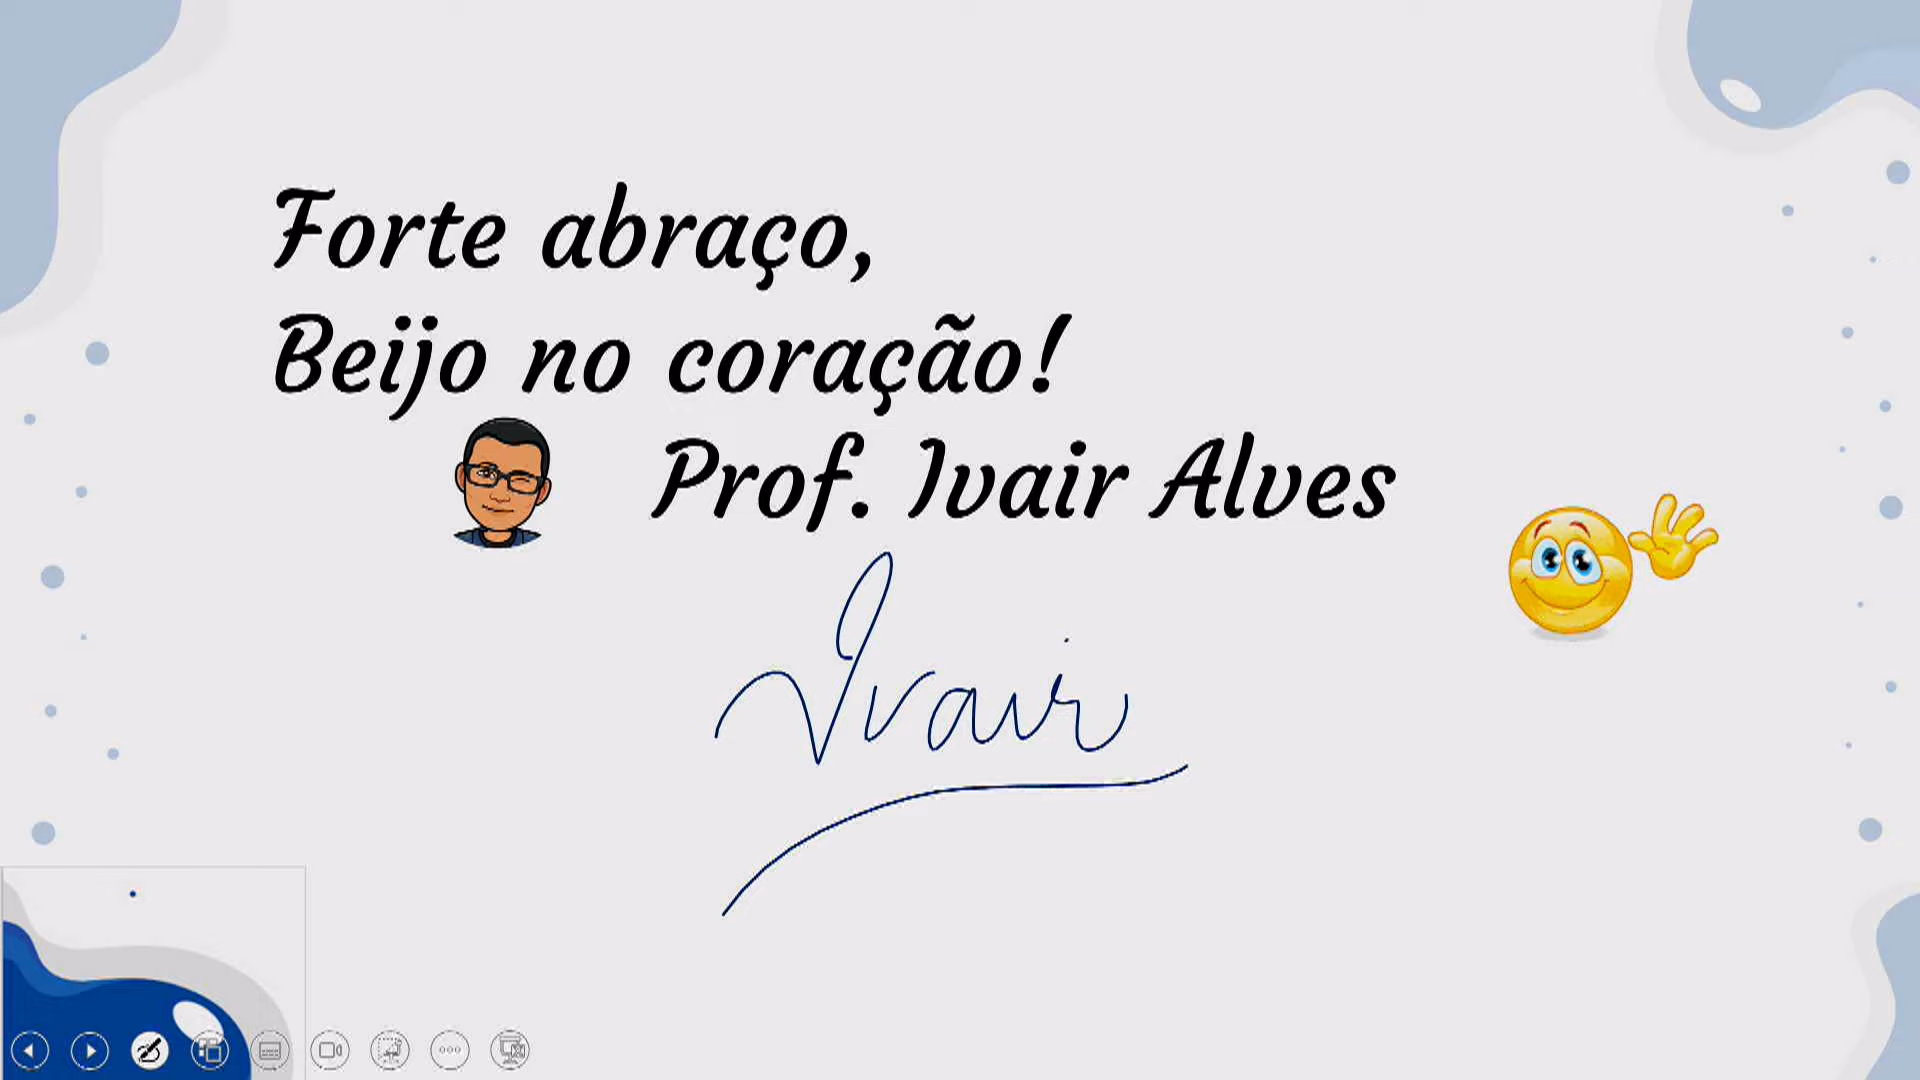 Forte abraço,
Beijo no coração!
Prof. Ivair Alves
Ivair